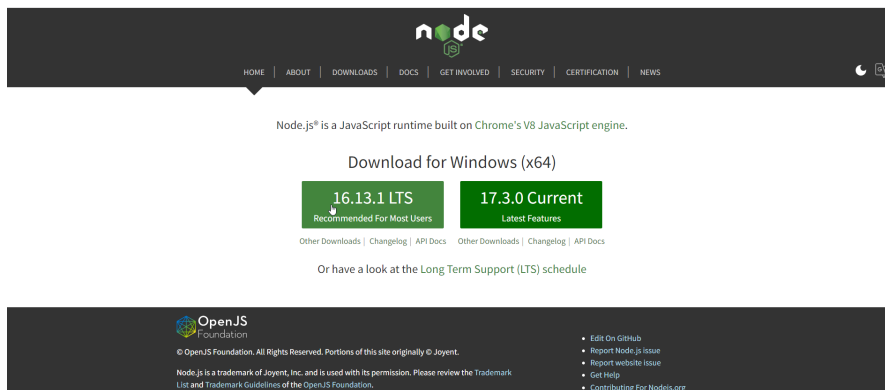 node
JS
HOME | ABOUT | DOWNLOADS | DOCS | GET INVOLVED | SECURITY | CERTIFICATION | NEWS
Node.js® is a JavaScript runtime built on Chrome's V8 JavaScript engine.
Download for Windows (x64)
16.13.1 LTS
Recommended For Most Users
17.3.0 Current
Latest Features
Other Downloads | Changelog | API Docs
Other Downloads | Changelog | API Docs
Or have a look at the Long Term Support (LTS) schedule
OpenJS
Foundation
© OpenJS Foundation. All Rights Reserved. Portions of this site originally © Joyent.
Node.js is a trademark of Joyent, Inc. and is used with its permission. Please review the Trademark
List and Trademark Guidelines of the OpenJS Foundation.
Edit On GitHub
Report Node.js issue
Report website issue
Get Help
Contributing For Nodejs.org